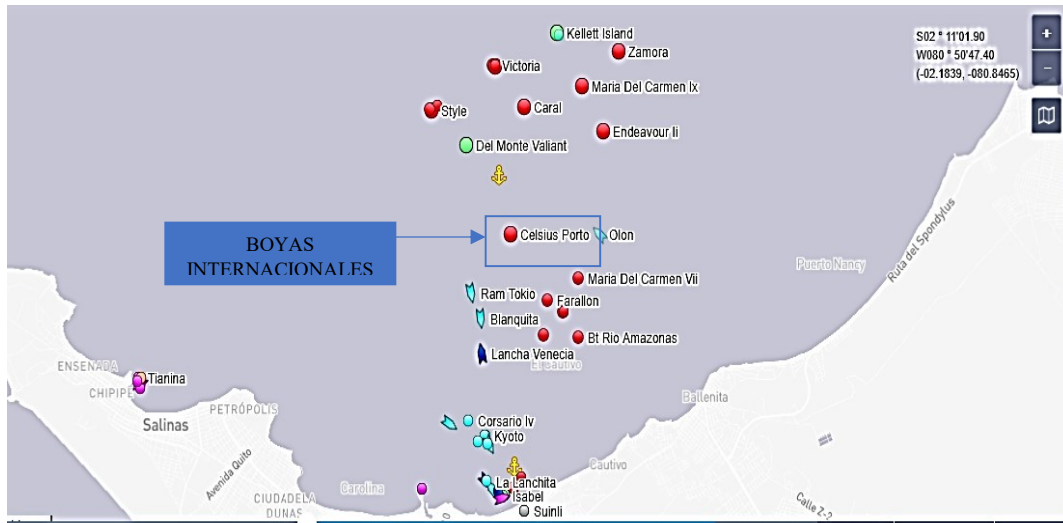 Kellett Island
Zamora
S02 ° 11'01.90
W080 ° 50'47.40
(-02.1839, -080.8465)
+
−
Victoria
Maria Del Carmen Ix
Style
Caral
Endeavour Ii
Del Monte Valiant
BOYAS
INTERNACIONALES
Celsius Porto
Olon
Puerto Nancy
Ruta del Spondylus
Maria Del Carmen Vii
Ram Tokio
Farallon
Blanquita
Bt Rio Amazonas
Lancha Venecia
El Cautivo
ENSENATA
CHIPIPE
Tianina
PETRÓPOLIS
Salinas
Ballenita
Corsario Iv
Kyoto
Avenida Quito
Cautivo
Carolina
CIUDADELA
DUNAS
La Lanchita
Isabel
Suinli
Calle Z-2